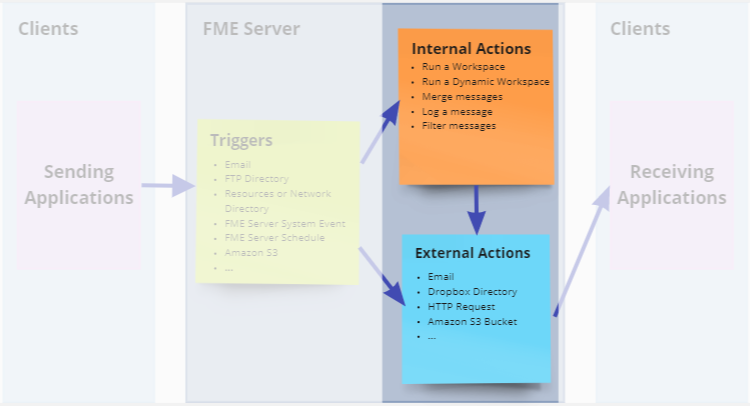 Clients
Sending
Applications
FME Server
Triggers
• Email
• FTP Directory
• Resources or Network
Directory
• FME Server System Event
• FME Server Schedule
• Amazon S3
• ...
Internal Actions
• Run a Workspace
• Run a Dynamic Workspace
• Merge messages
• Log a message
• Filter messages
External Actions
• Email
• Dropbox Directory
• HTTP Request
• Amazon S3 Bucket
• ...
Clients
Receiving
Applications